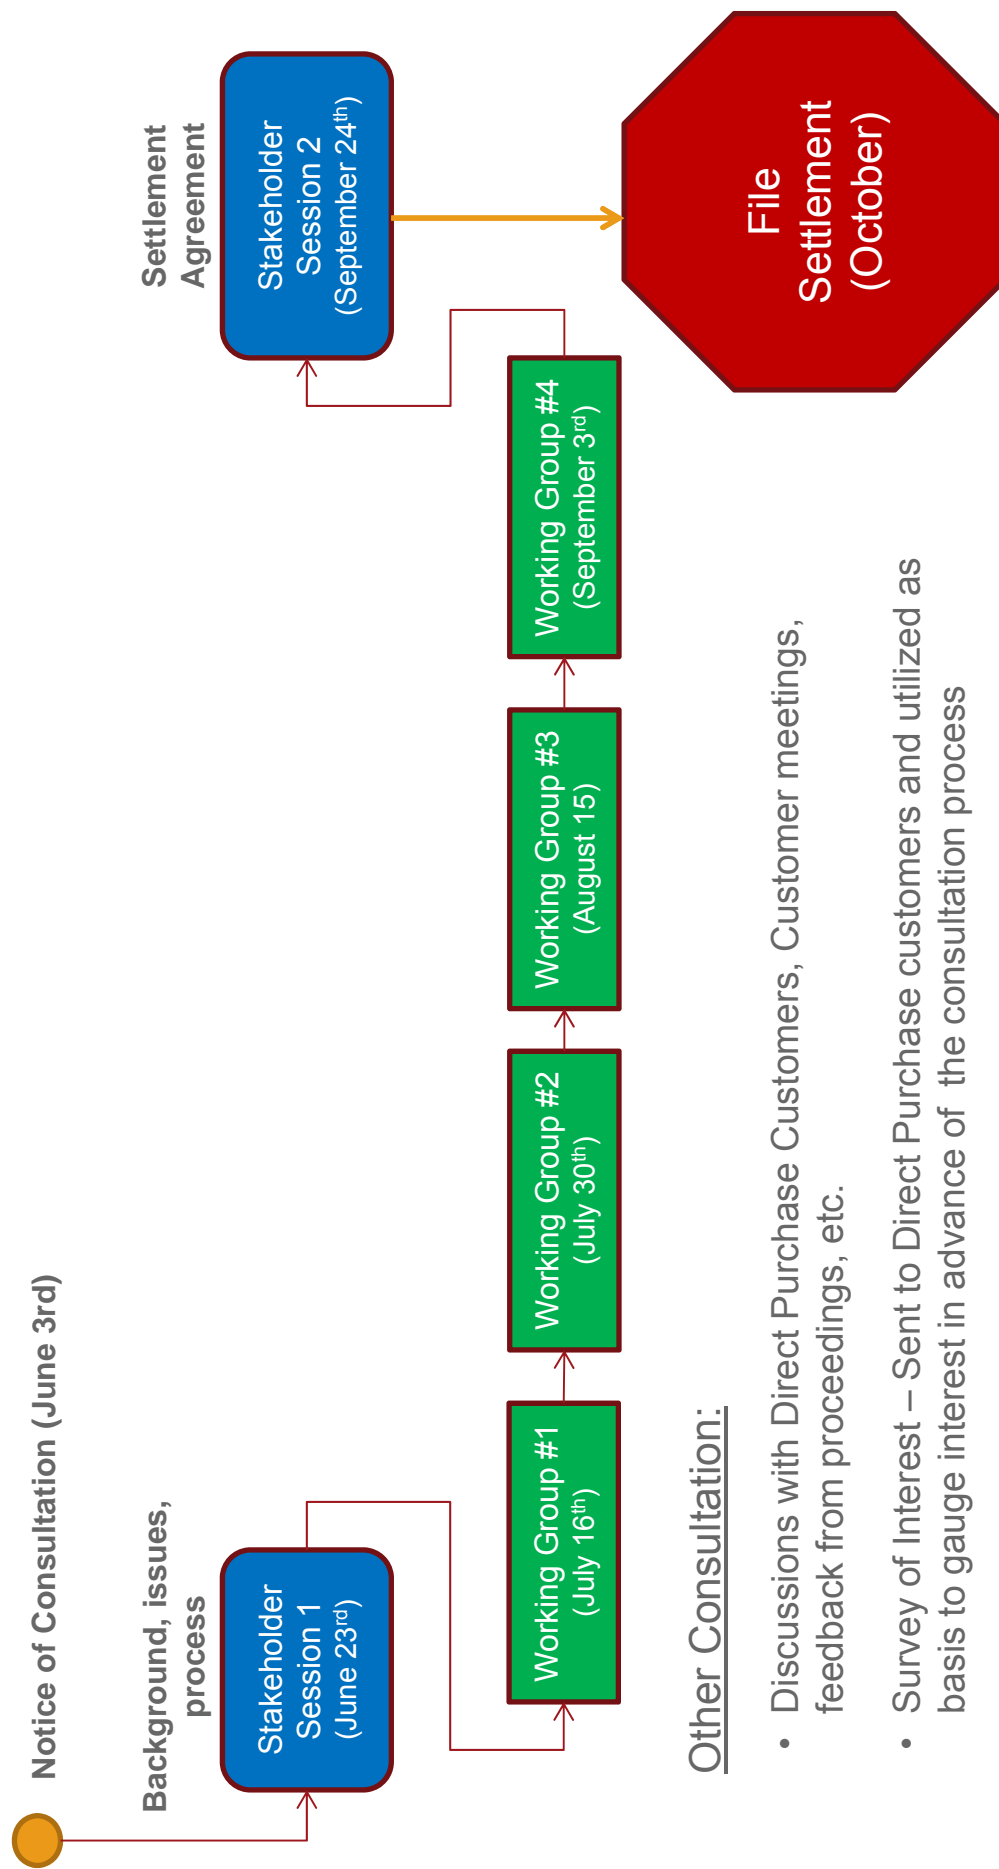 Notice of Consultation (June 3rd)
Background, issues,
process
Stakeholder
Session 1
(June 23rd)
Working Group #1
(July 16th)
Working Group #2
(July 30th)
Working Group #3
(August 15)
Working Group #4
(September 3rd)
Settlement
Agreement
Stakeholder
Session 2
(September 24th)
File
Settlement
(October)
Other Consultation:
• Discussions with Direct Purchase Customers, Customer meetings,
feedback from proceedings, etc.
• Survey of Interest – Sent to Direct Purchase customers and utilized as
basis to gauge interest in advance of the consultation process